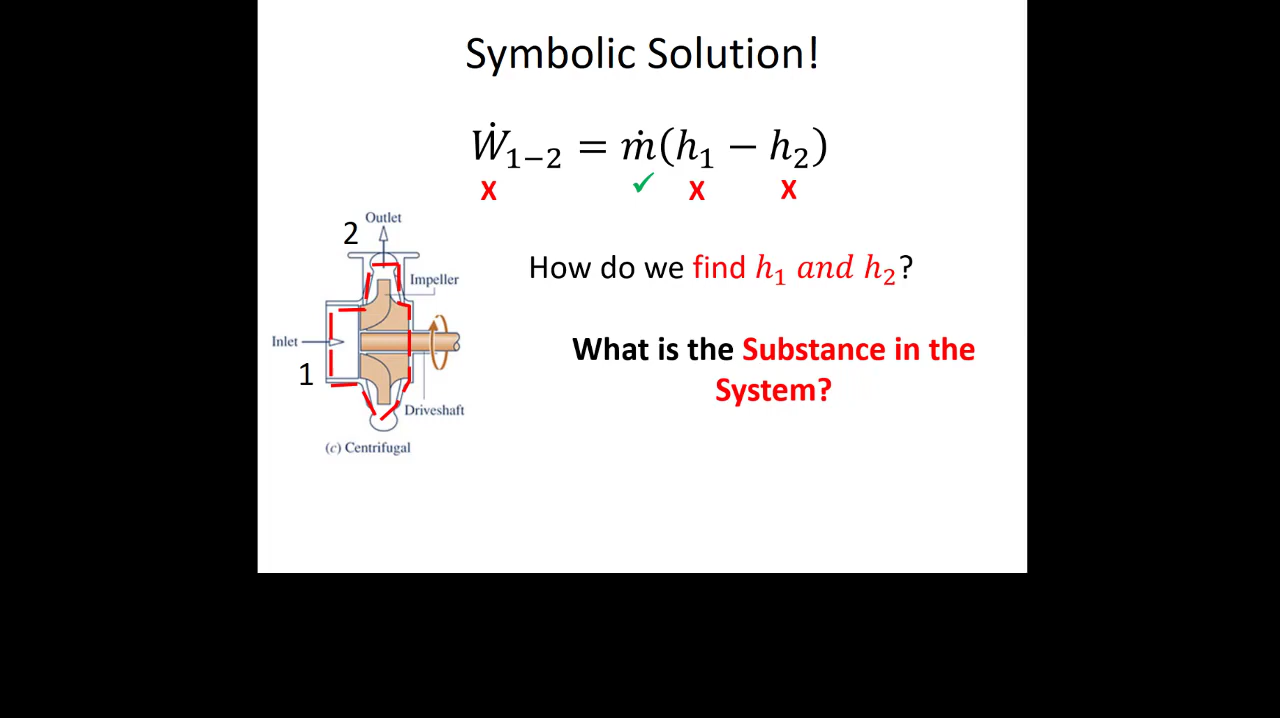 Symbolic Solution!
Ẇ₁₋₂ = ṁ(h₁ − h₂)
x ✓ x x
2 Outlet
Impeller
Inlet
1
Driveshaft
(c) Centrifugal
How do we find h₁ and h₂?
What is the Substance in the
System?